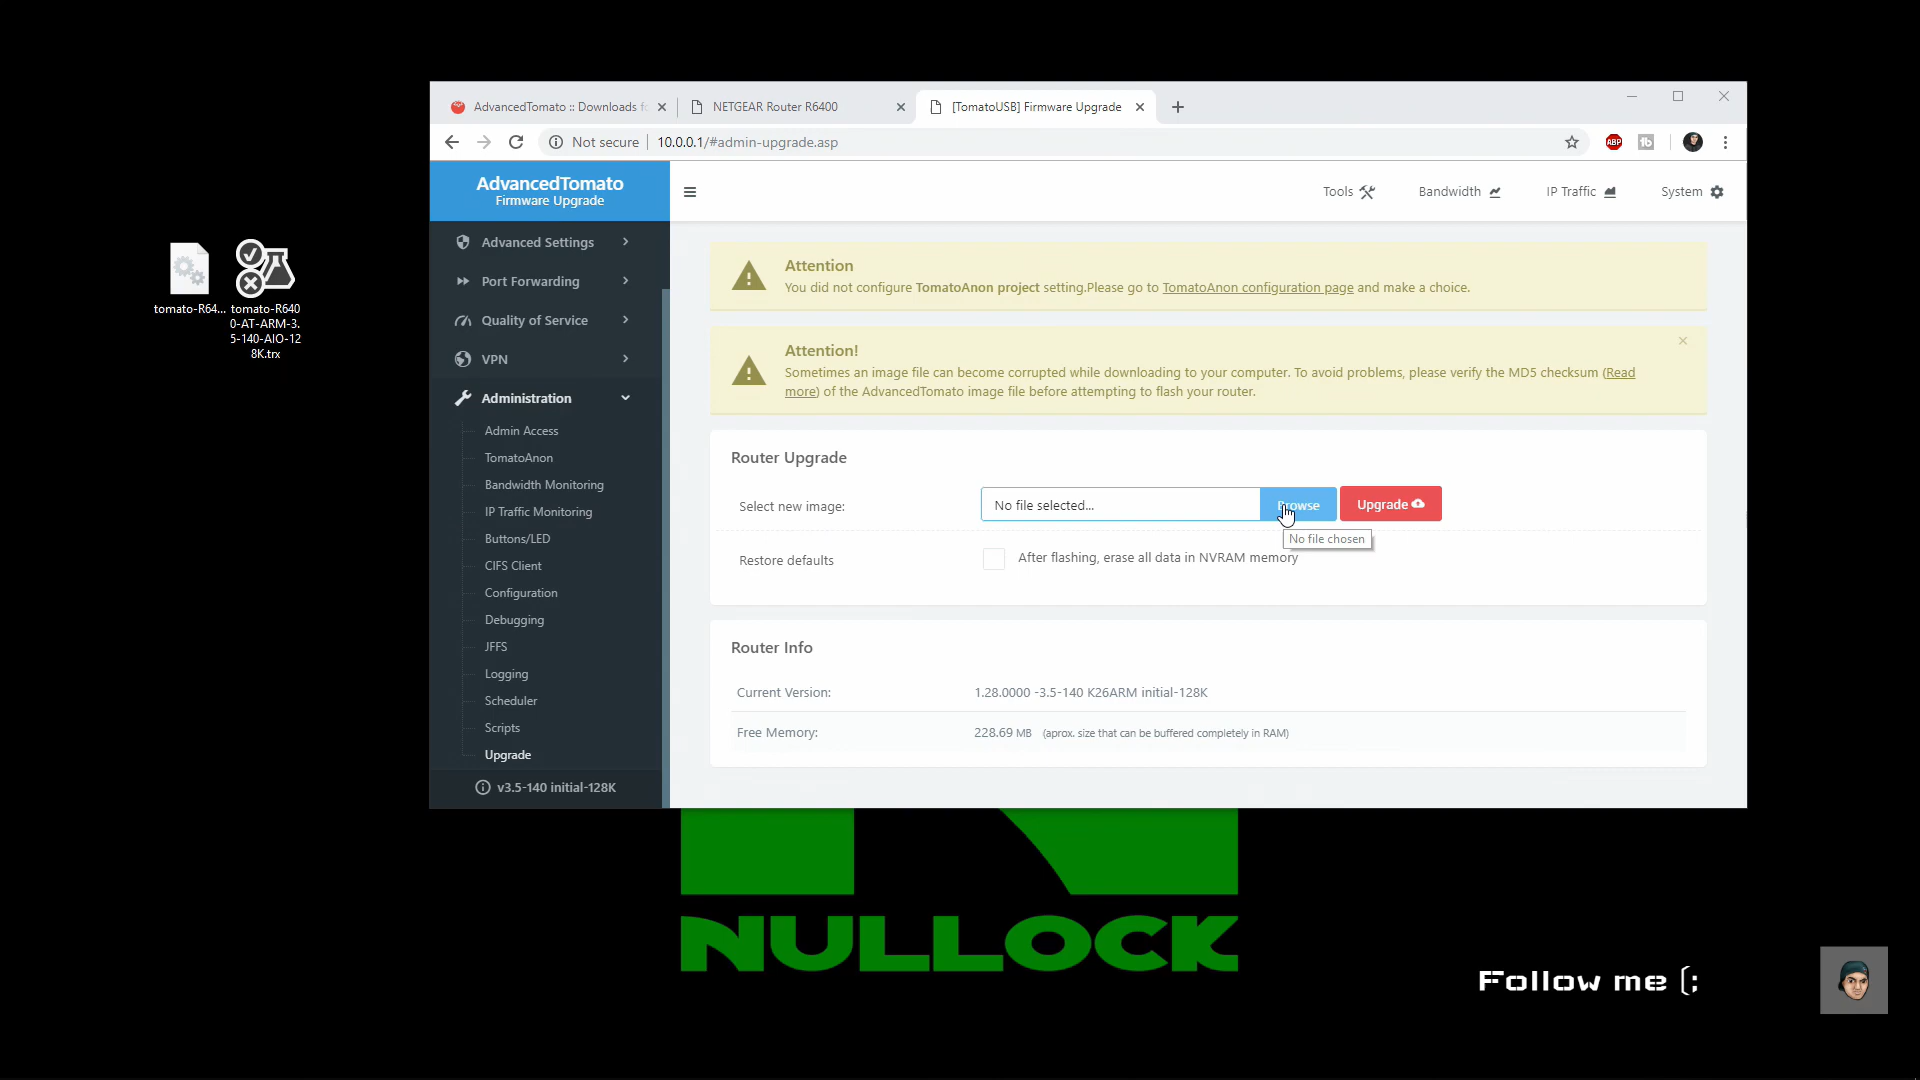 AdvancedTomato :: Downloads fo
NETGEAR Router R6400
[TomatoUSB] Firmware Upgrade
Not secure
10.0.0.1/#admin-upgrade.asp
ABP
AdvancedTomato
Firmware Upgrade
Tools
Bandwidth
IP Traffic
System
Advanced Settings
Port Forwarding
Quality of Service
VPN
Administration
Admin Access
TomatoAnon
Bandwidth Monitoring
IP Traffic Monitoring
Buttons/LED
CIFS Client
Configuration
Debugging
JFFS
Logging
Scheduler
Scripts
Upgrade
v3.5-140 initial-128K
Attention
You did not configure TomatoAnon project setting.Please go to TomatoAnon configuration page and make a choice.
Attention!
Sometimes an image file can become corrupted while downloading to your computer. To avoid problems, please verify the MD5 checksum (Read
more) of the AdvancedTomato image file before attempting to flash your router.
Router Upgrade
Select new image:
No file selected...
Browse
Upgrade
No file chosen
Restore defaults
After flashing, erase all data in NVRAM memory
Router Info
Current Version:
1.28.0000 -3.5-140 K26ARM initial-128K
Free Memory:
228.69 MB (aprox. size that can be buffered completely in RAM)
tomato-R64...
tomato-R640
0-AT-ARM-3.
5-140-AIO-12
8K.trx
NULLOCK
Follow me (;